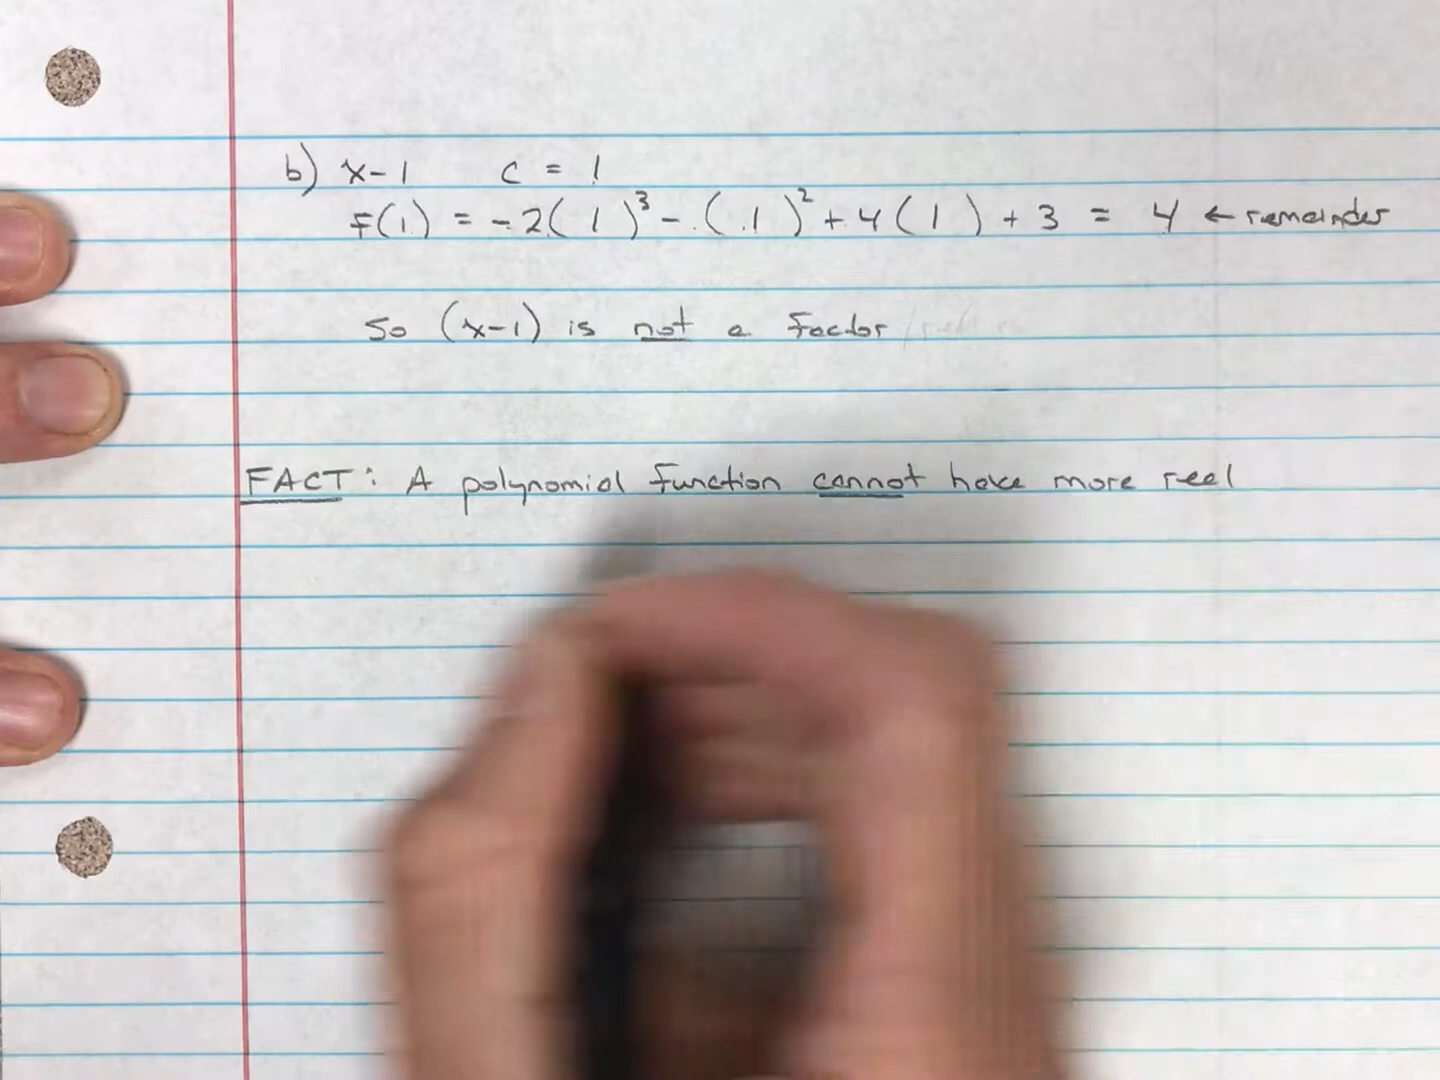 b) x-1 c = 1
F(1) = -2(1)³ - (1)² + 4(1) + 3 = 4 ← remainder
So (x-1) is not a factor
FACT: A polynomial function cannot have more real